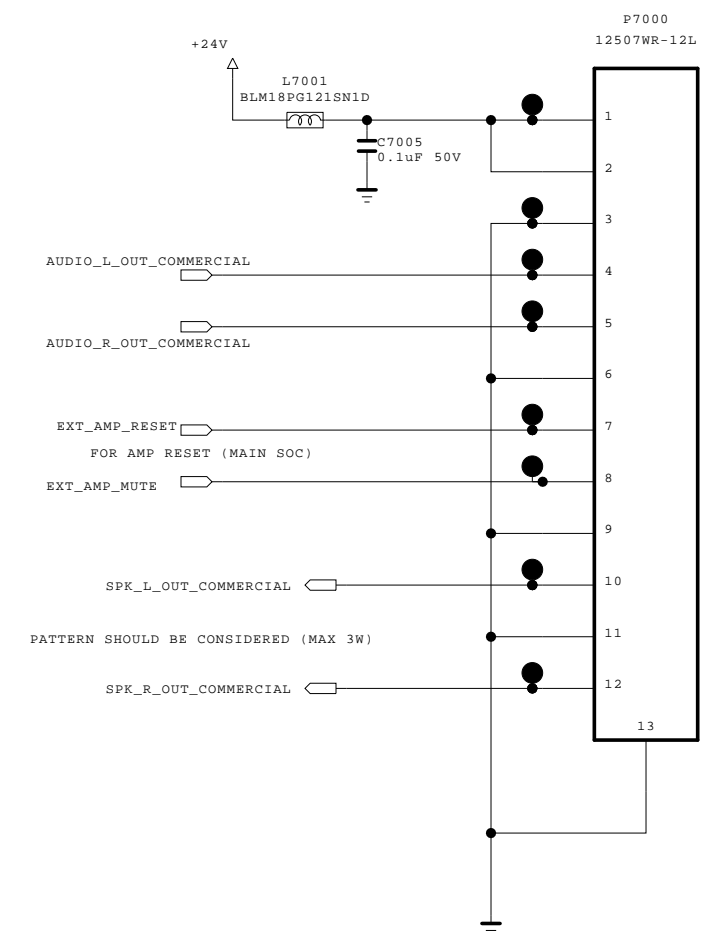 P7000
12507WR-12L
+24V
L7001
BLM18PG121SN1D
1
C7005
0.1uF 50V
2
3
AUDIO_L_OUT_COMMERCIAL
4
5
AUDIO_R_OUT_COMMERCIAL
6
EXT_AMP_RESET
7
FOR AMP RESET (MAIN SOC)
8
EXT_AMP_MUTE
9
SPK_L_OUT_COMMERCIAL
10
PATTERN SHOULD BE CONSIDERED (MAX 3W)
11
SPK_R_OUT_COMMERCIAL
12
13